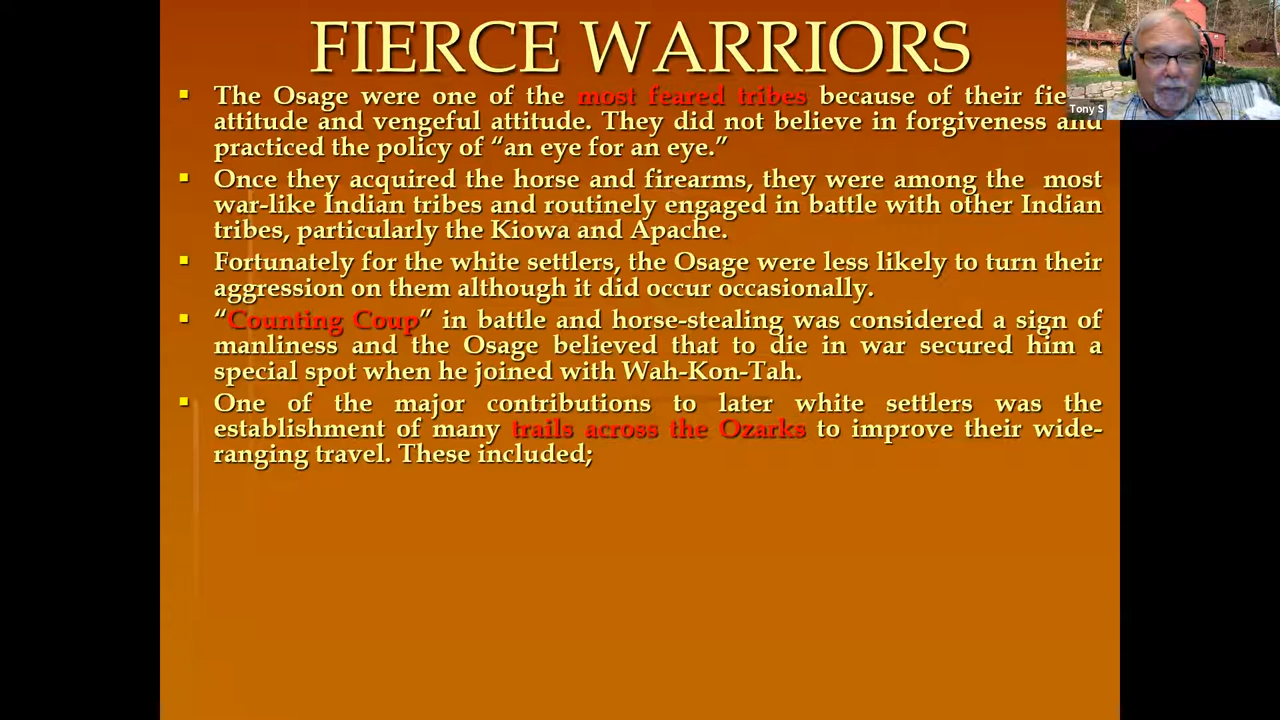 FIERCE WARRIORS
The Osage were one of the most feared tribes because of their
attitude and vengeful attitude. They did not believe in forgiveness and
practiced the policy of “an eye for an eye.”
Once they acquired the horse and firearms, they were among the most
war-like Indian tribes and routinely engaged in battle with other Indian
tribes, particularly the Kiowa and Apache.
Fortunately for the white settlers, the Osage were less likely to turn their
aggression on them although it did occur occasionally.
“Counting Coup” in battle and horse-stealing was considered a sign of
manliness and the Osage believed that to die in war secured him a
special spot when he joined with Wah-Kon-Tah.
One of the major contributions to later white settlers was the
establishment of many trails across the Ozarks to improve their wide-
ranging travel. These included;
Tony S